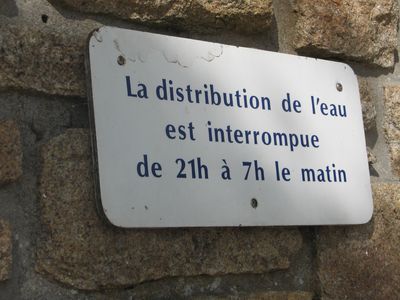 La distribution de l'eau
est interrompue
de 21h à 7h le matin